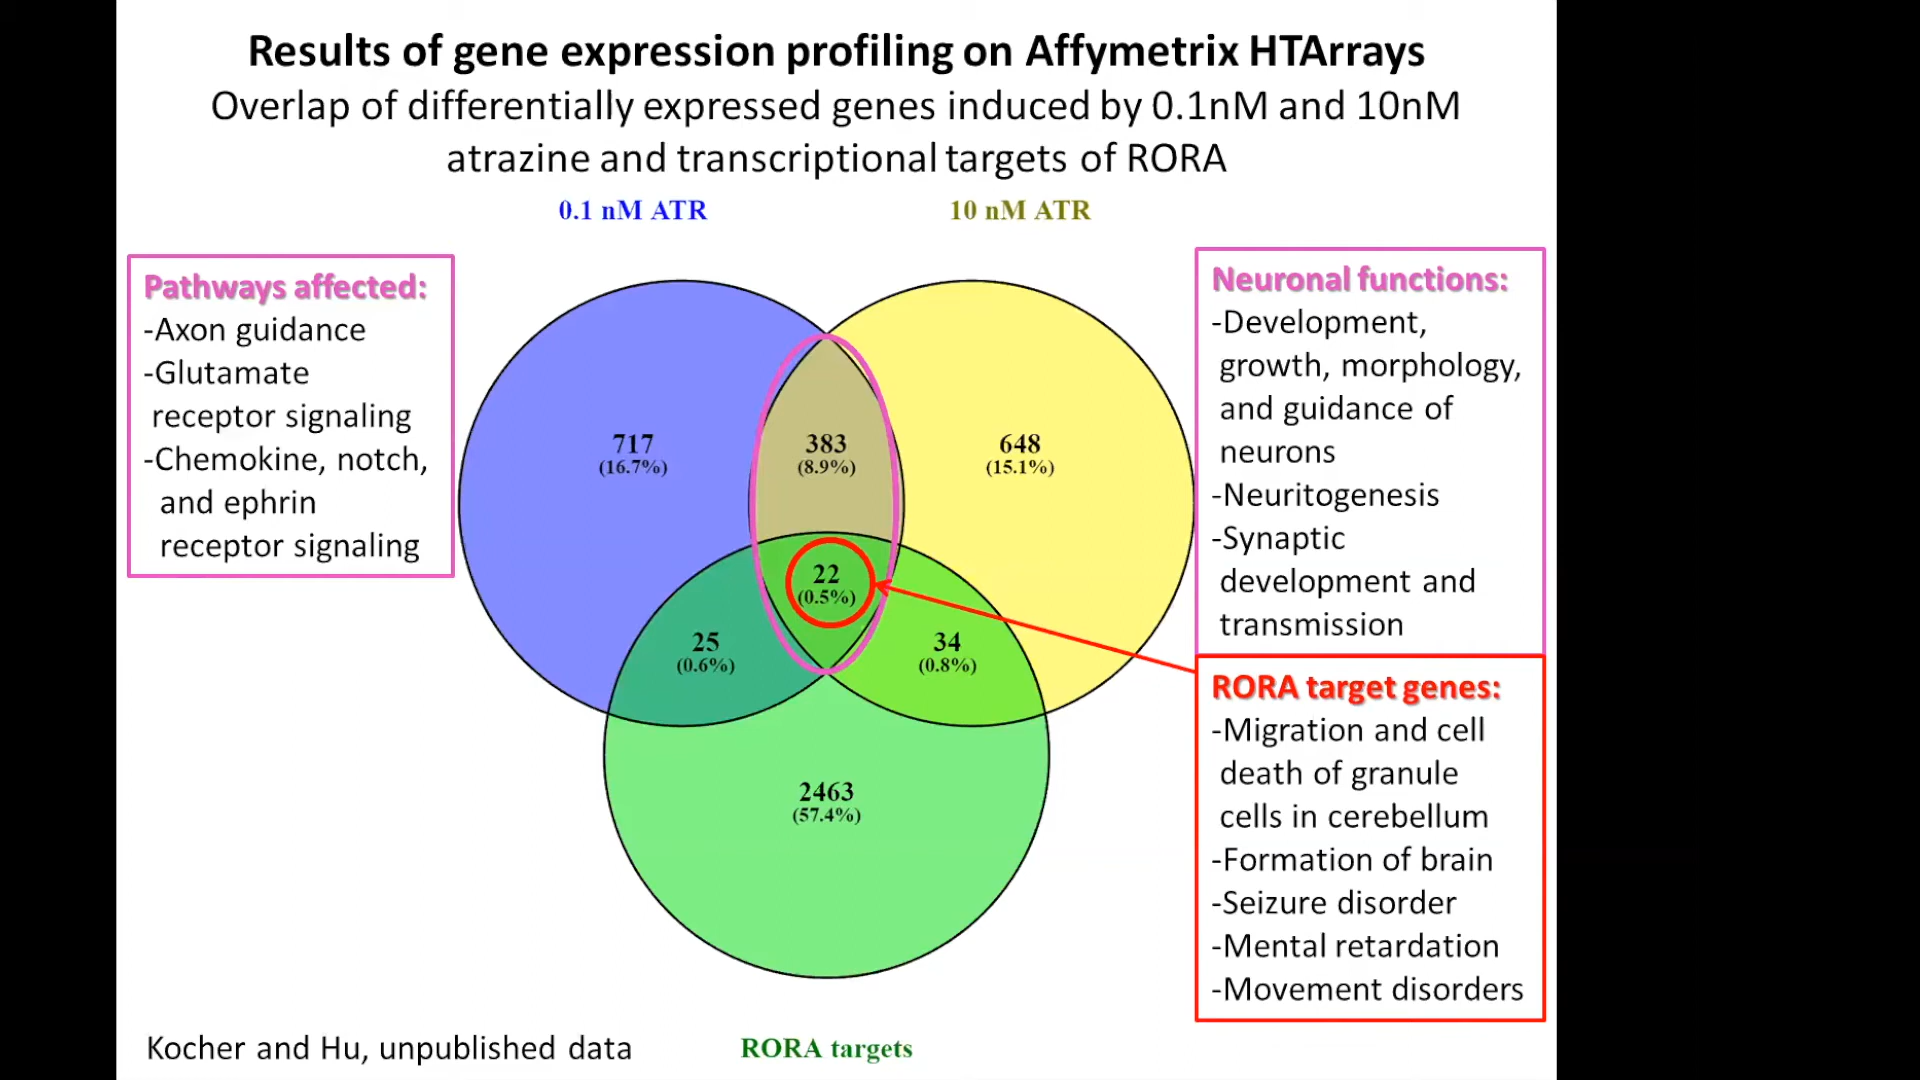 Results of gene expression profiling on Affymetrix HTArrays
Overlap of differentially expressed genes induced by 0.1nM and 10nM
atrazine and transcriptional targets of RORA
0.1 nM ATR
10 nM ATR
Pathways affected:
-Axon guidance
-Glutamate
receptor signaling
-Chemokine, notch,
and ephrin
receptor signaling
717
(16.7%)
383
(8.9%)
648
(15.1%)
22
(0.5%)
25
(0.6%)
34
(0.8%)
2463
(57.4%)
Neuronal functions:
-Development,
growth, morphology,
and guidance of
neurons
-Neuritogenesis
-Synaptic
development and
transmission
RORA target genes:
-Migration and cell
death of granule
cells in cerebellum
-Formation of brain
-Seizure disorder
-Mental retardation
-Movement disorders
Kocher and Hu, unpublished data
RORA targets